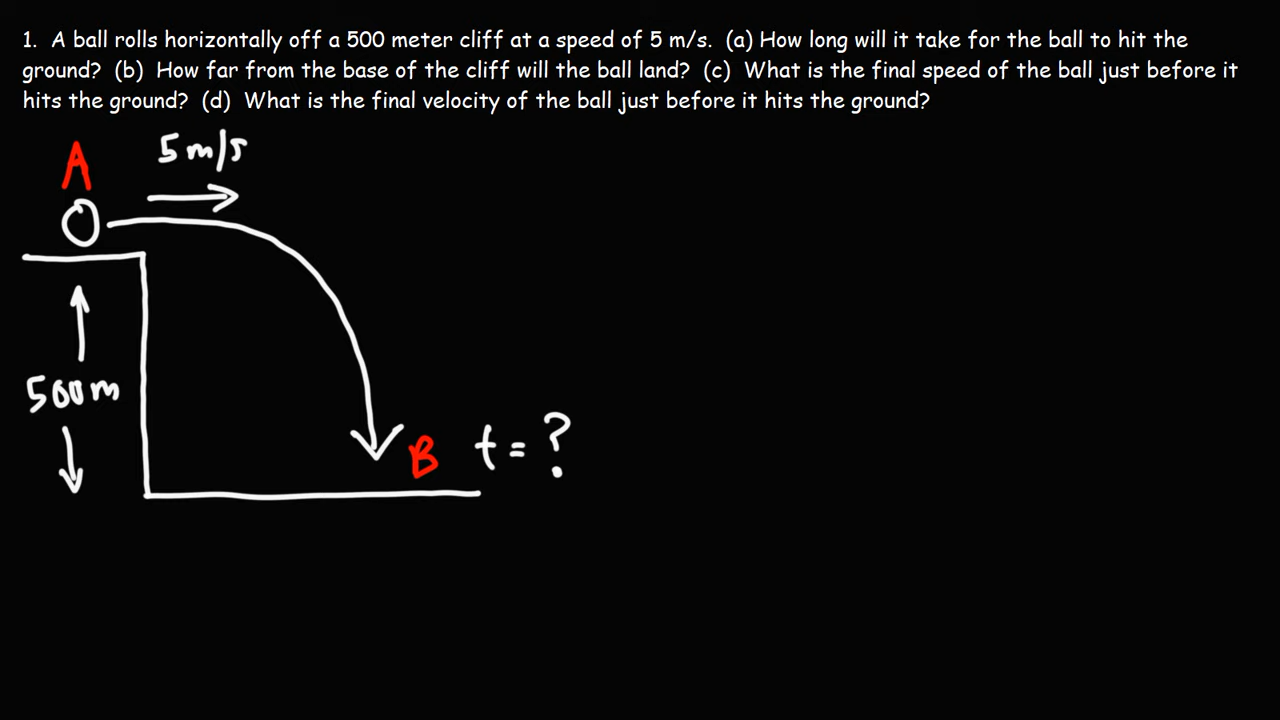 1. A ball rolls horizontally off a 500 meter cliff at a speed of 5 m/s. (a) How long will it take for the ball to hit the
ground? (b) How far from the base of the cliff will the ball land? (c) What is the final speed of the ball just before it
hits the ground? (d) What is the final velocity of the ball just before it hits the ground?
A
5 m/s
500m
B
t = ?